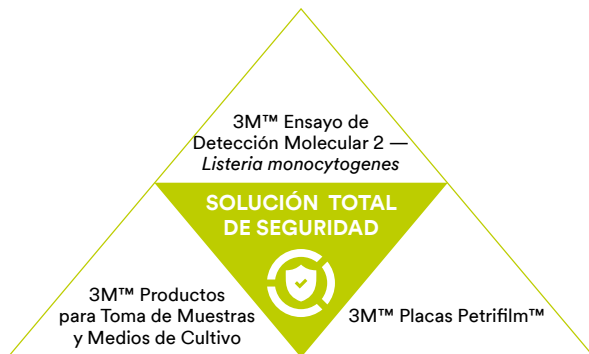 3M™ Ensayo de
Detección Molecular 2 —
Listeria monocytogenes
SOLUCIÓN TOTAL
DE SEGURIDAD
3M™ Productos
para Toma de Muestras
y Medios de Cultivo
3M™ Placas Petrifilm™